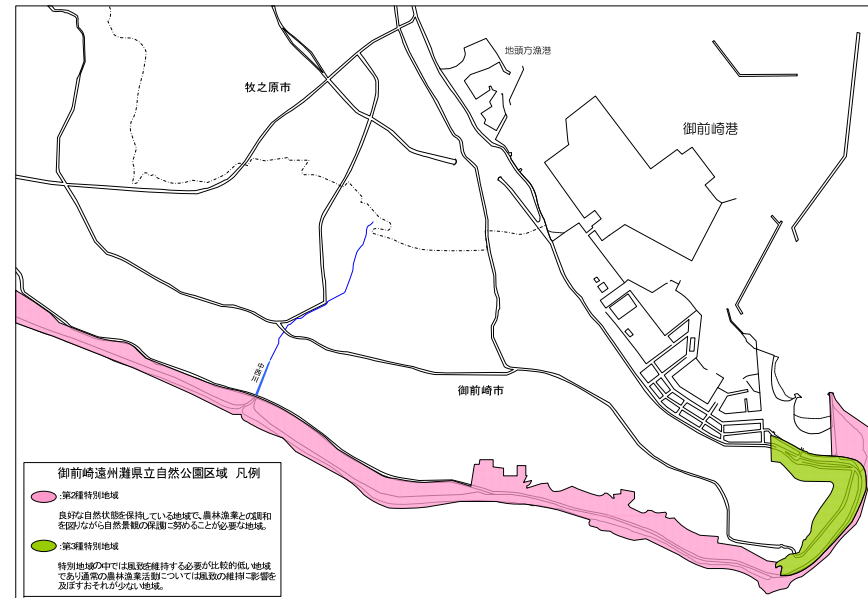 地頭方漁港
牧之原市
御前崎港
中西川
御前崎市
御前崎遠州灘県立自然公園区域 凡例
:第2種特別地域
良好な自然状態を保持している地域で、農林漁業との調和
を図りながら自然景観の保護に努めることが必要な地域。
:第3種特別地域
特別地域の中では風致を維持する必要が比較的低い地域
であり通常の農林漁業活動については風致の維持に影響を
及ぼすおそれが少ない地域。